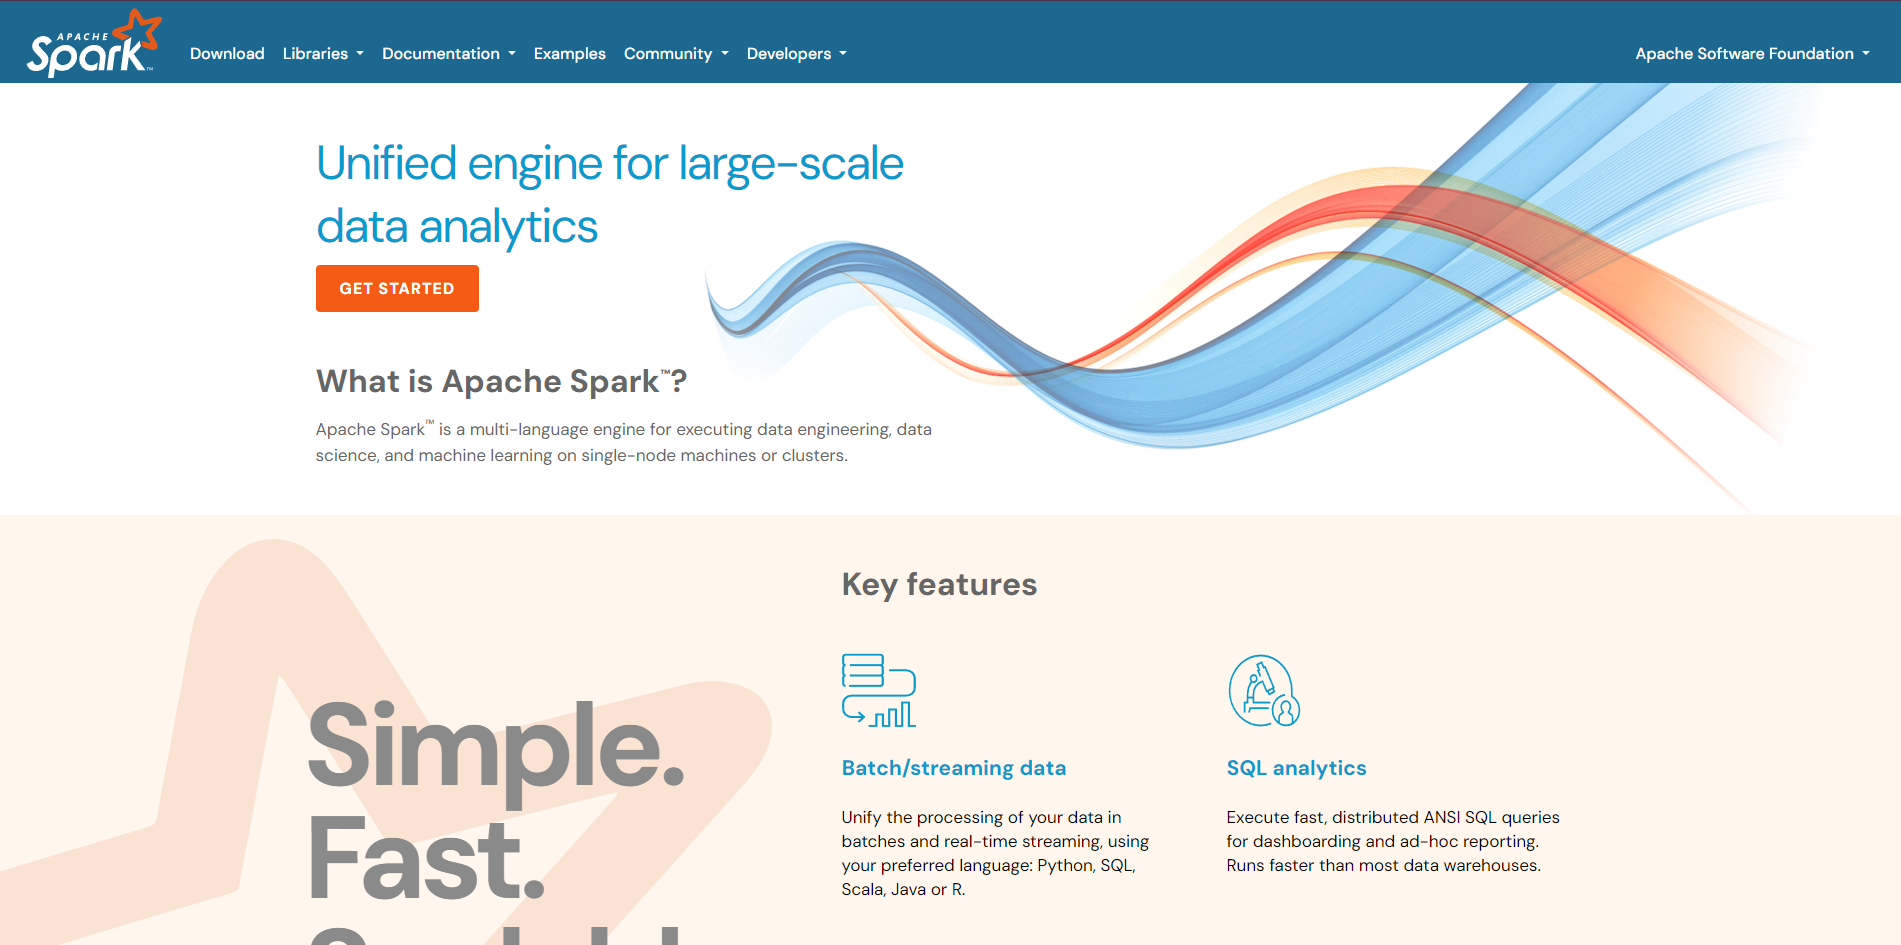 APACHE
Spark™
Download Libraries Documentation Examples Community Developers Apache Software Foundation
Unified engine for large-scale
data analytics
GET STARTED
What is Apache Spark™?
Apache Spark™ is a multi-language engine for executing data engineering, data
science, and machine learning on single-node machines or clusters.
Simple.
Fast.
Key features
Batch/streaming data
Unify the processing of your data in
batches and real-time streaming, using
your preferred language: Python, SQL,
Scala, Java or R.
SQL analytics
Execute fast, distributed ANSI SQL queries
for dashboarding and ad-hoc reporting.
Runs faster than most data warehouses.